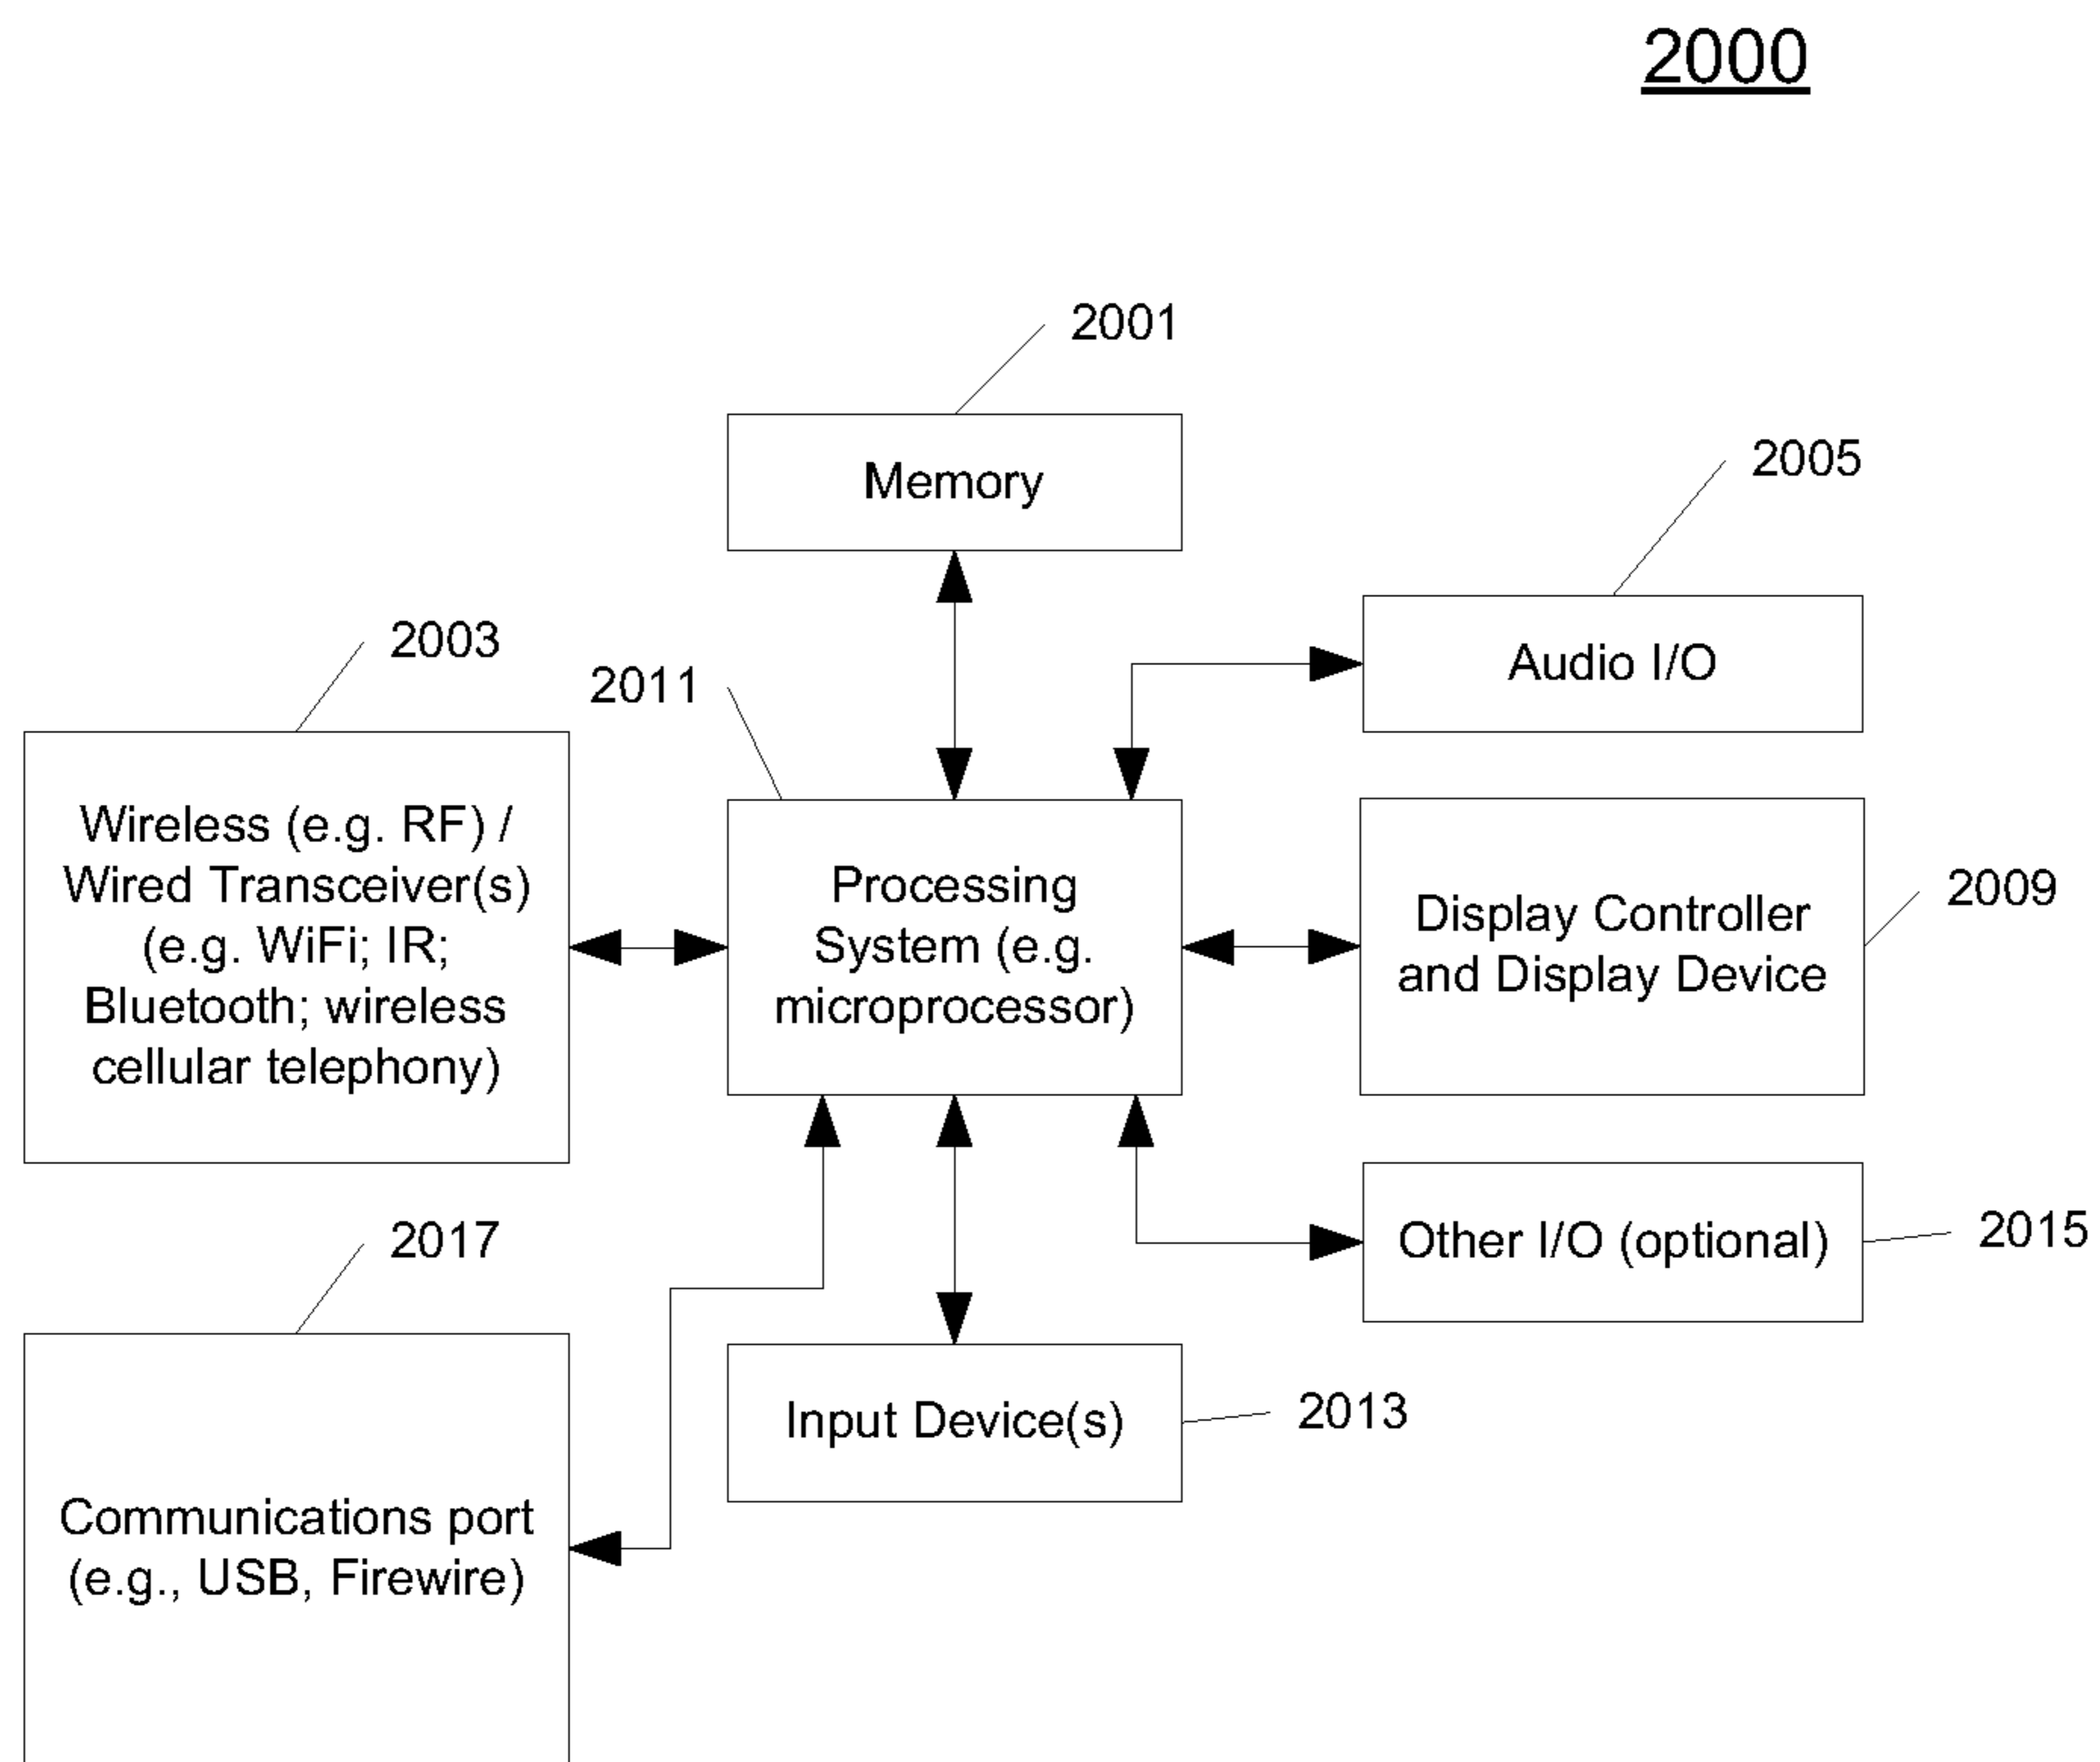 2000
2001
Memory
2005
Audio I/O
2003
2011
Wireless (e.g. RF) /
Wired Transceiver(s)
(e.g. WiFi; IR;
Bluetooth; wireless
cellular telephony)
Processing
System (e.g.
microprocessor)
Display Controller
and Display Device
2009
2017
Other I/O (optional)
2015
Input Device(s)
2013
Communications port
(e.g., USB, Firewire)